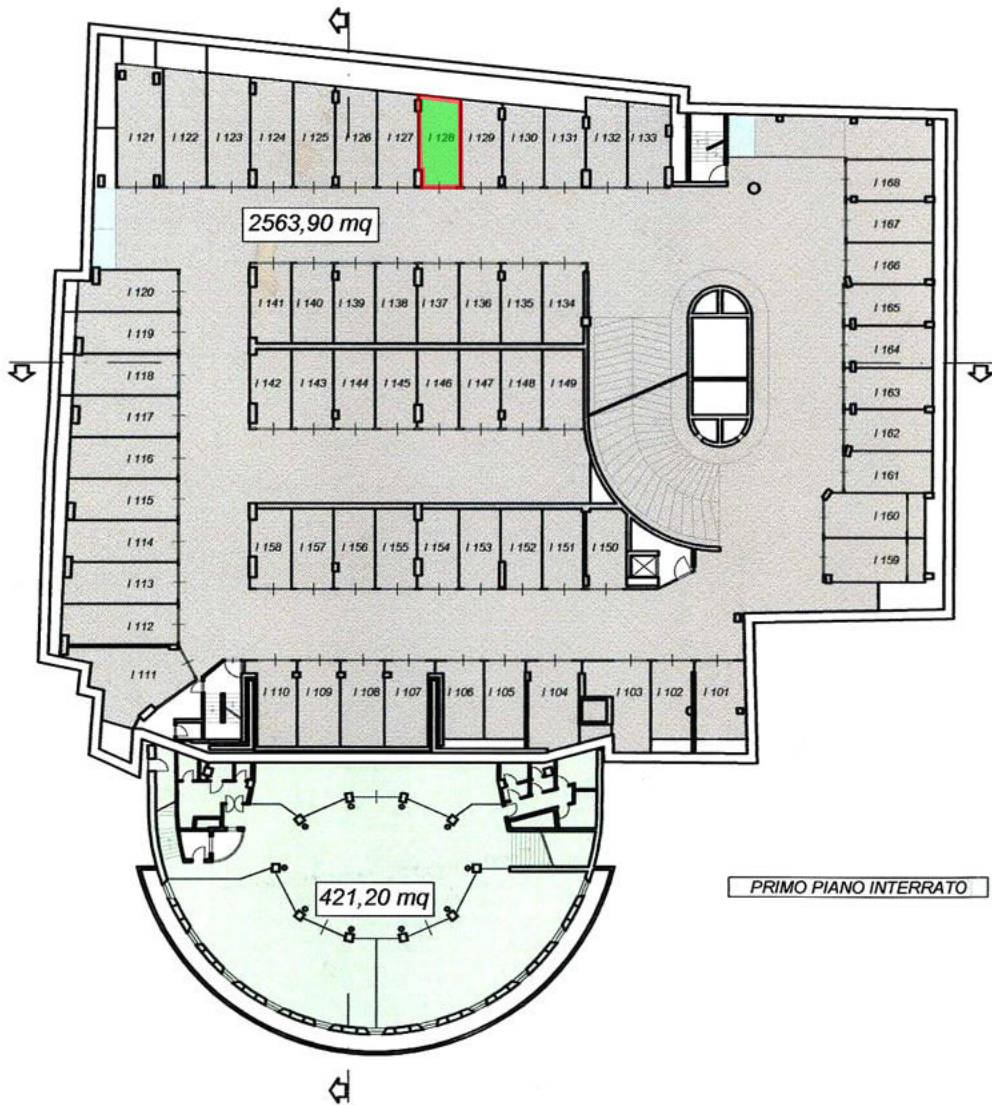 I 121
I 122
I 123
I 124
I 125
I 126
I 127
I 128
I 129
I 130
I 131
I 132
I 133
I 168
2563,90 mq
I 167
I 166
I 120
I 141
I 140
I 139
I 138
I 137
I 136
I 135
I 134
I 165
I 119
I 164
I 118
I 142
I 143
I 144
I 145
I 146
I 147
I 148
I 149
I 163
I 117
I 162
I 116
I 161
I 115
I 160
I 114
I 158
I 157
I 156
I 155
I 154
I 153
I 152
I 151
I 150
I 159
I 113
I 112
I 111
I 110
I 109
I 108
I 107
I 106
I 105
I 104
I 103
I 102
I 101
421,20 mq
PRIMO PIANO INTERRATO